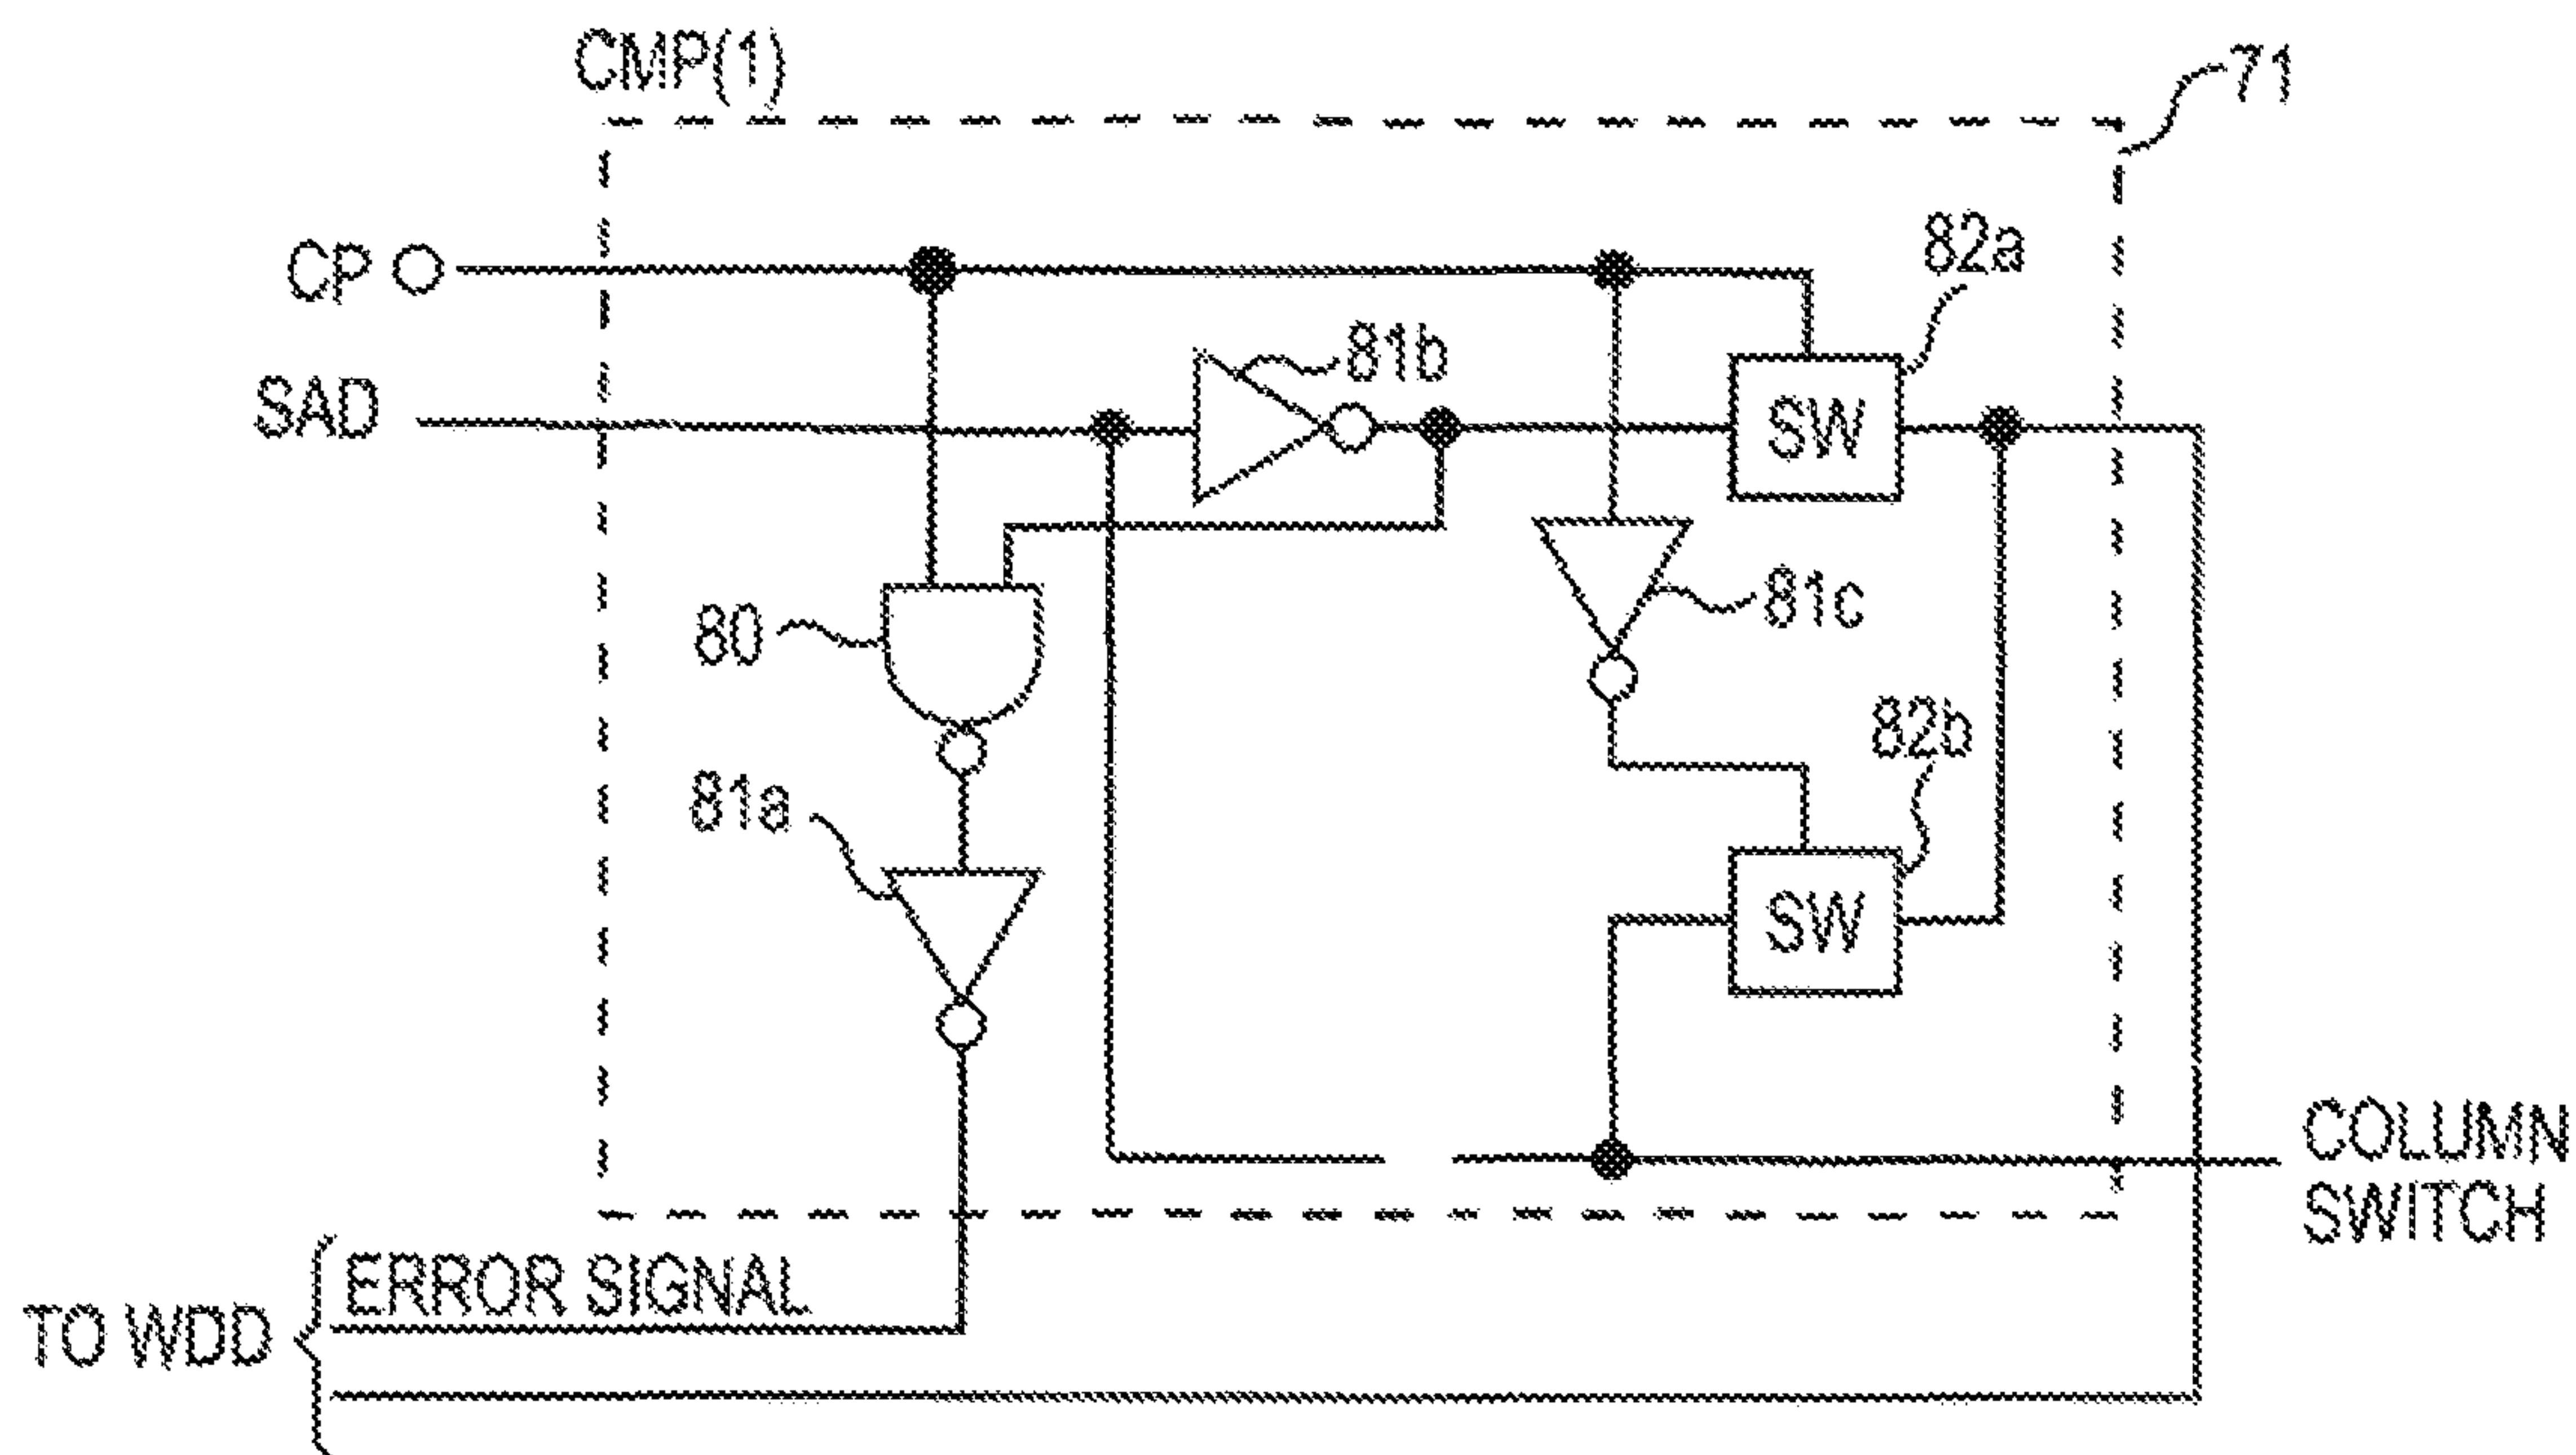 CMP(1)
71
CP
82a
SAD
81b
SW
80
81c
82b
81a
SW
COLUMN
SWITCH
ERROR SIGNAL
TO WDD